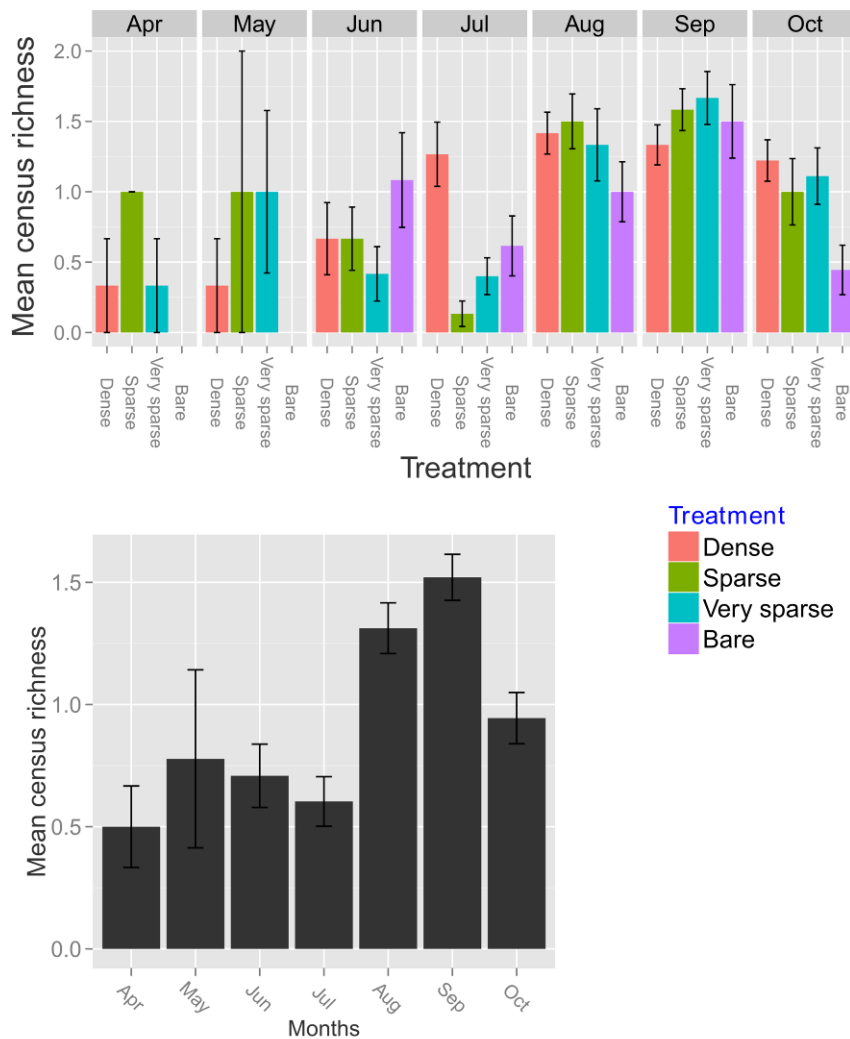 Apr May Jun Jul Aug Sep Oct
Mean census richness
2.0
1.5
1.0
0.5
0.0
Dense Sparse Very sparse Bare Dense Sparse Very sparse Bare Dense Sparse Very sparse Bare Dense Sparse Very sparse Bare Dense Sparse Very sparse Bare Dense Sparse Very sparse Bare Dense Sparse Very sparse Bare
Treatment
Treatment
Dense
Sparse
Very sparse
Bare
Mean census richness
1.5
1.0
0.5
0.0
Apr May Jun Jul Aug Sep Oct
Months